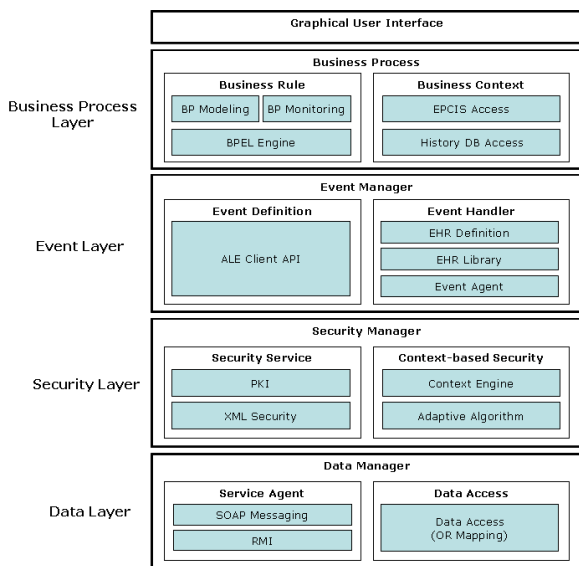 Graphical User Interface
Business Process Layer
Business Process
Business Rule
BP Modeling
BP Monitoring
BPEL Engine
Business Context
EPCIS Access
History DB Access
Event Layer
Event Manager
Event Definition
ALE Client API
Event Handler
EHR Definition
EHR Library
Event Agent
Security Layer
Security Manager
Security Service
PKI
XML Security
Context-based Security
Context Engine
Adaptive Algorithm
Data Layer
Data Manager
Service Agent
SOAP Messaging
RMI
Data Access
Data Access
(OR Mapping)